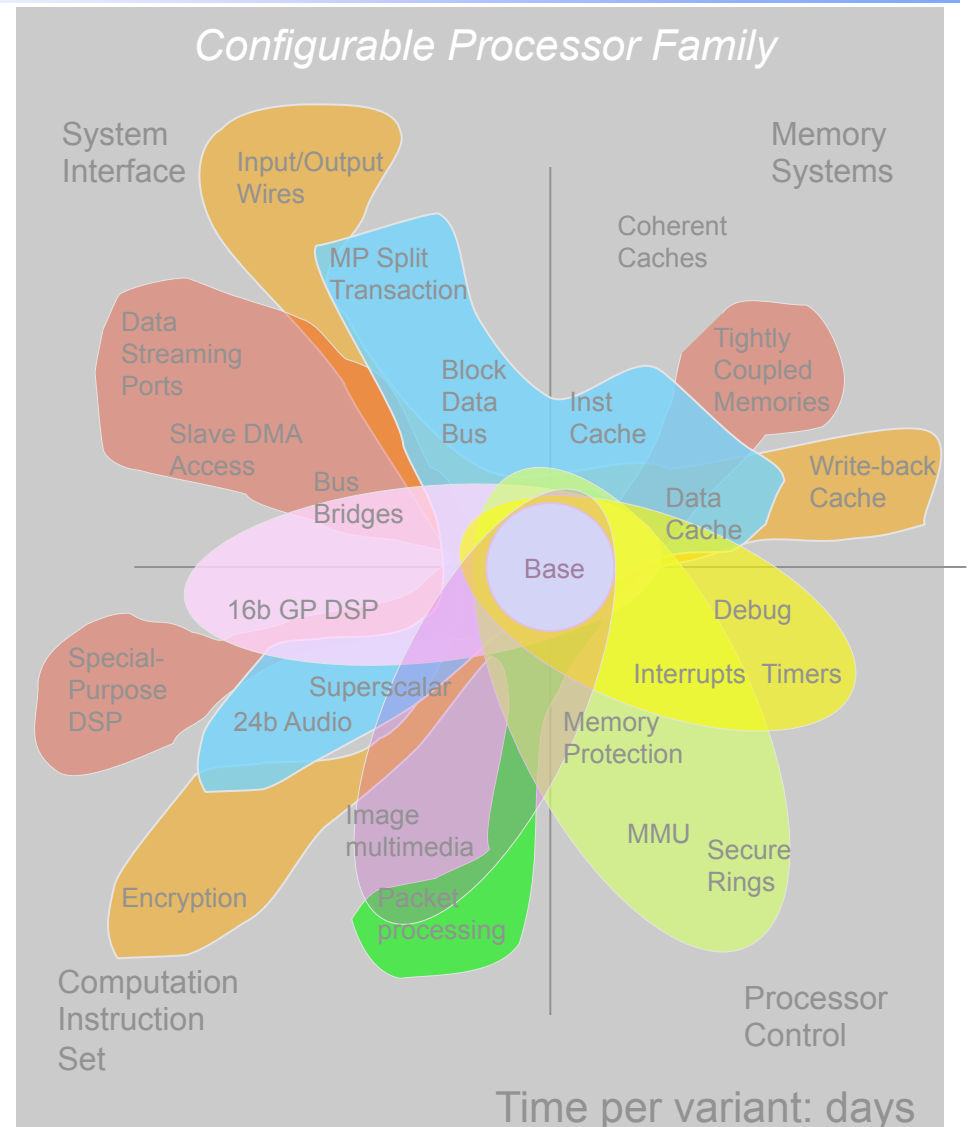 Configurable Processor Family
System
Interface
Memory
Systems
Input/Output
Wires
Coherent
Caches
MP Split
Transaction
Data
Streaming
Ports
Tightly
Coupled
Memories
Block
Data
Bus
Inst
Cache
Slave DMA
Access
Write-back
Cache
Bus
Bridges
Data
Cache
Base
16b GP DSP
Debug
Special-
Purpose
DSP
Superscalar
24b Audio
Interrupts
Timers
Memory
Protection
Image
multimedia
MMU
Secure
Rings
Encryption
Packet
processing
Computation
Instruction
Set
Processor
Control
Time per variant: days